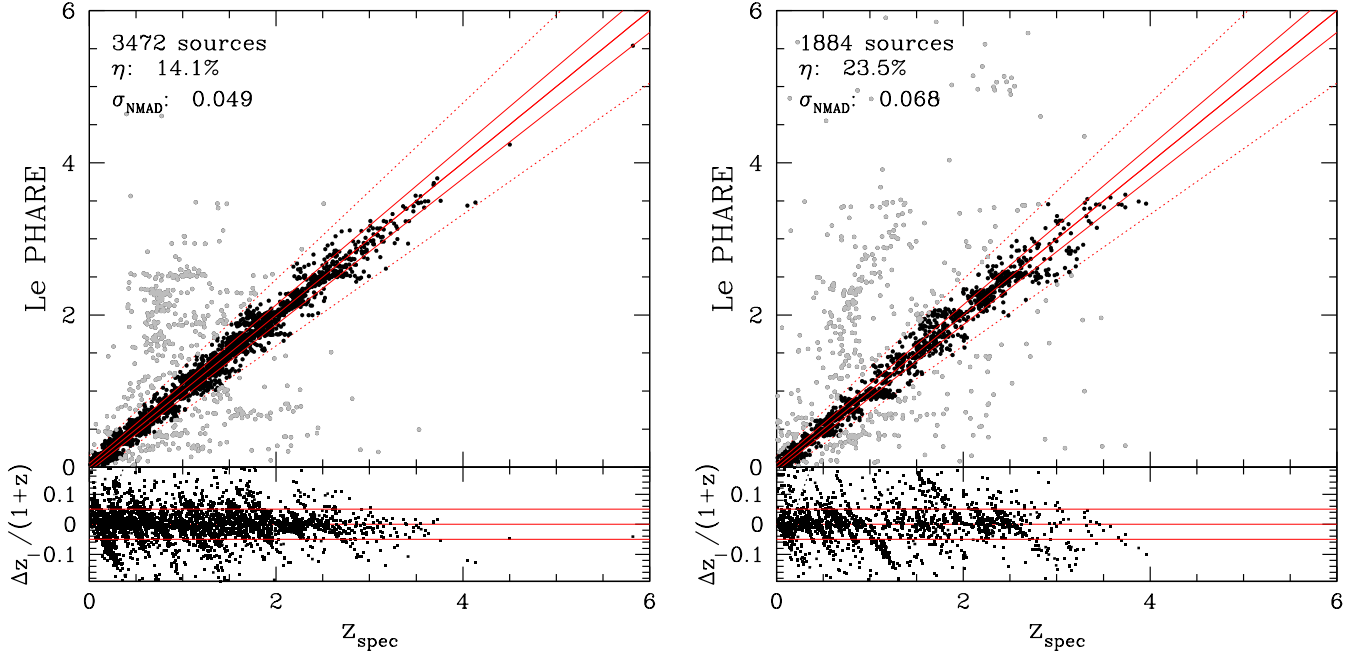 3472 sources
η: 14.1%
σNMAD: 0.049
6
4
2
0
Le PHARE
0.1
0
−0.1
Δz/(1+z)
0 2 4 6
zspec
1884 sources
η: 23.5%
σNMAD: 0.068
6
4
2
0
Le PHARE
0.1
0
−0.1
Δz/(1+z)
0 2 4 6
zspec